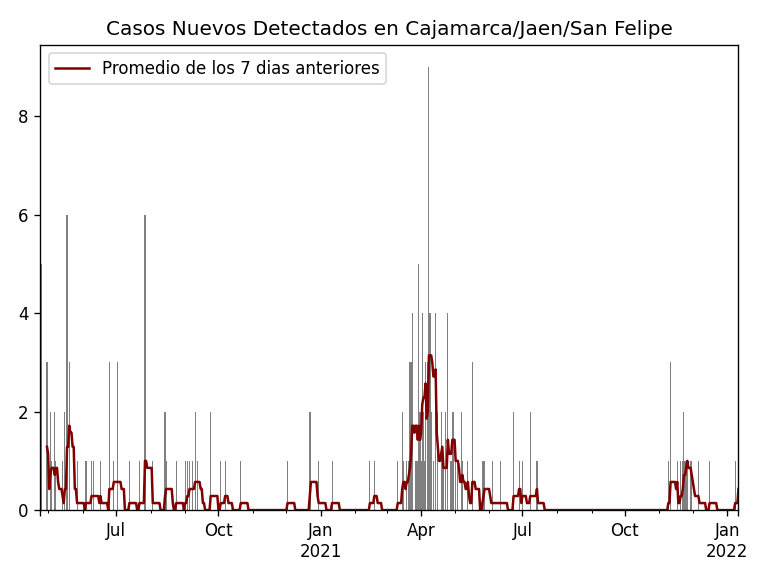 Casos Nuevos Detectados en Cajamarca/Jaen/San Felipe
Promedio de los 7 dias anteriores
8
6
4
2
0
Jul
Oct
Jan
2021
Apr
Jul
Oct
Jan
2022